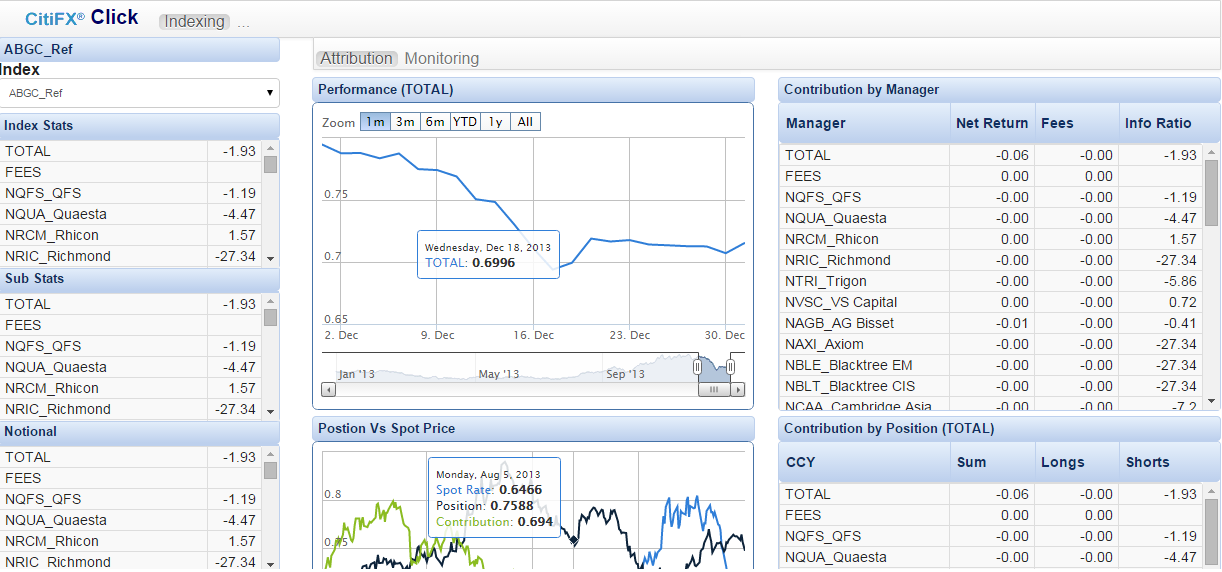 CitiFX® Click Indexing ...
ABGC_Ref
Index
ABGC_Ref
Index Stats
TOTAL -1.93
FEES
NQFS_QFS -1.19
NQUA_Quaesta -4.47
NRCM_Rhicon 1.57
NRIC_Richmond -27.34
Sub Stats
TOTAL -1.93
FEES
NQFS_QFS -1.19
NQUA_Quaesta -4.47
NRCM_Rhicon 1.57
NRIC_Richmond -27.34
Notional
TOTAL -1.93
FEES
NQFS_QFS -1.19
NQUA_Quaesta -4.47
NRCM_Rhicon 1.57
NRIC_Richmond -27.34
Attribution Monitoring
Performance (TOTAL)
Zoom 1m 3m 6m YTD 1y All
0.75
0.7
0.65
Wednesday, Dec 18, 2013
TOTAL: 0.6996
2. Dec 9. Dec 16. Dec 23. Dec 30. Dec
Jan '13 May '13 Sep '13
Postion Vs Spot Price
0.8
Monday, Aug 5, 2013
Spot Rate: 0.6466
Position: 0.7588
Contribution: 0.694
Contribution by Manager
Manager Net Return Fees Info Ratio
TOTAL -0.06 -0.00 -1.93
FEES 0.00 0.00
NQFS_QFS -0.00 -0.00 -1.19
NQUA_Quaesta -0.00 -0.00 -4.47
NRCM_Rhicon 0.00 -0.00 1.57
NRIC_Richmond -0.00 -0.00 -27.34
NTRI_Trigon -0.00 -0.00 -5.86
NVSC_VS Capital 0.00 -0.00 0.72
NAGB_AG Bisset -0.01 -0.00 -0.41
NAXI_Axiom -0.00 -0.00 -27.34
NBLE_Blacktree EM -0.00 -0.00 -27.34
NBLT_Blacktree CIS -0.00 -0.00 -27.34
NCAA_Cambridge Asia -0.00 -0.00 -7.2
Contribution by Position (TOTAL)
CCY Sum Longs Shorts
TOTAL -0.06 -0.00 -1.93
FEES 0.00 0.00
NQFS_QFS -0.00 -0.00 -1.19
NQUA_Quaesta -0.00 -0.00 -4.47